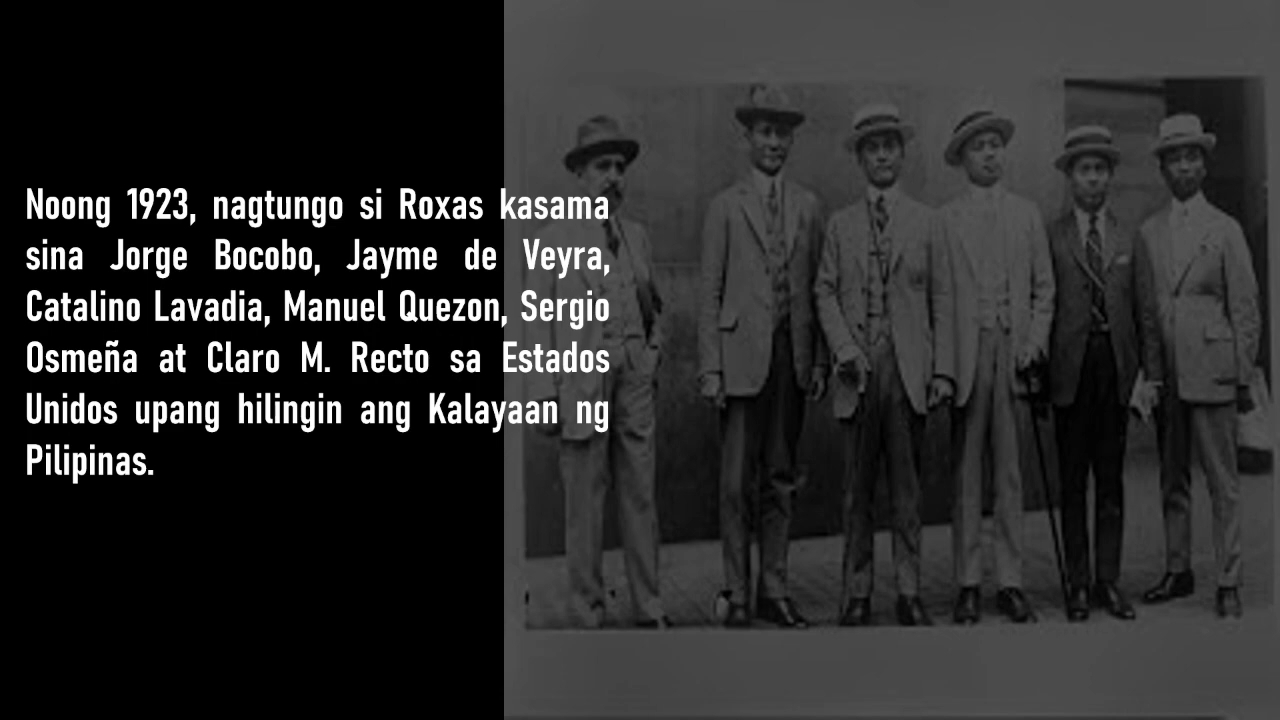 Noong 1923, nagtungo si Roxas kasama
sina Jorge Bocobo, Jayme de Veyra,
Catalino Lavadia, Manuel Quezon, Sergio
Osmeña at Claro M. Recto sa Estados
Unidos upang hilingin ang Kalayaan ng
Pilipinas.